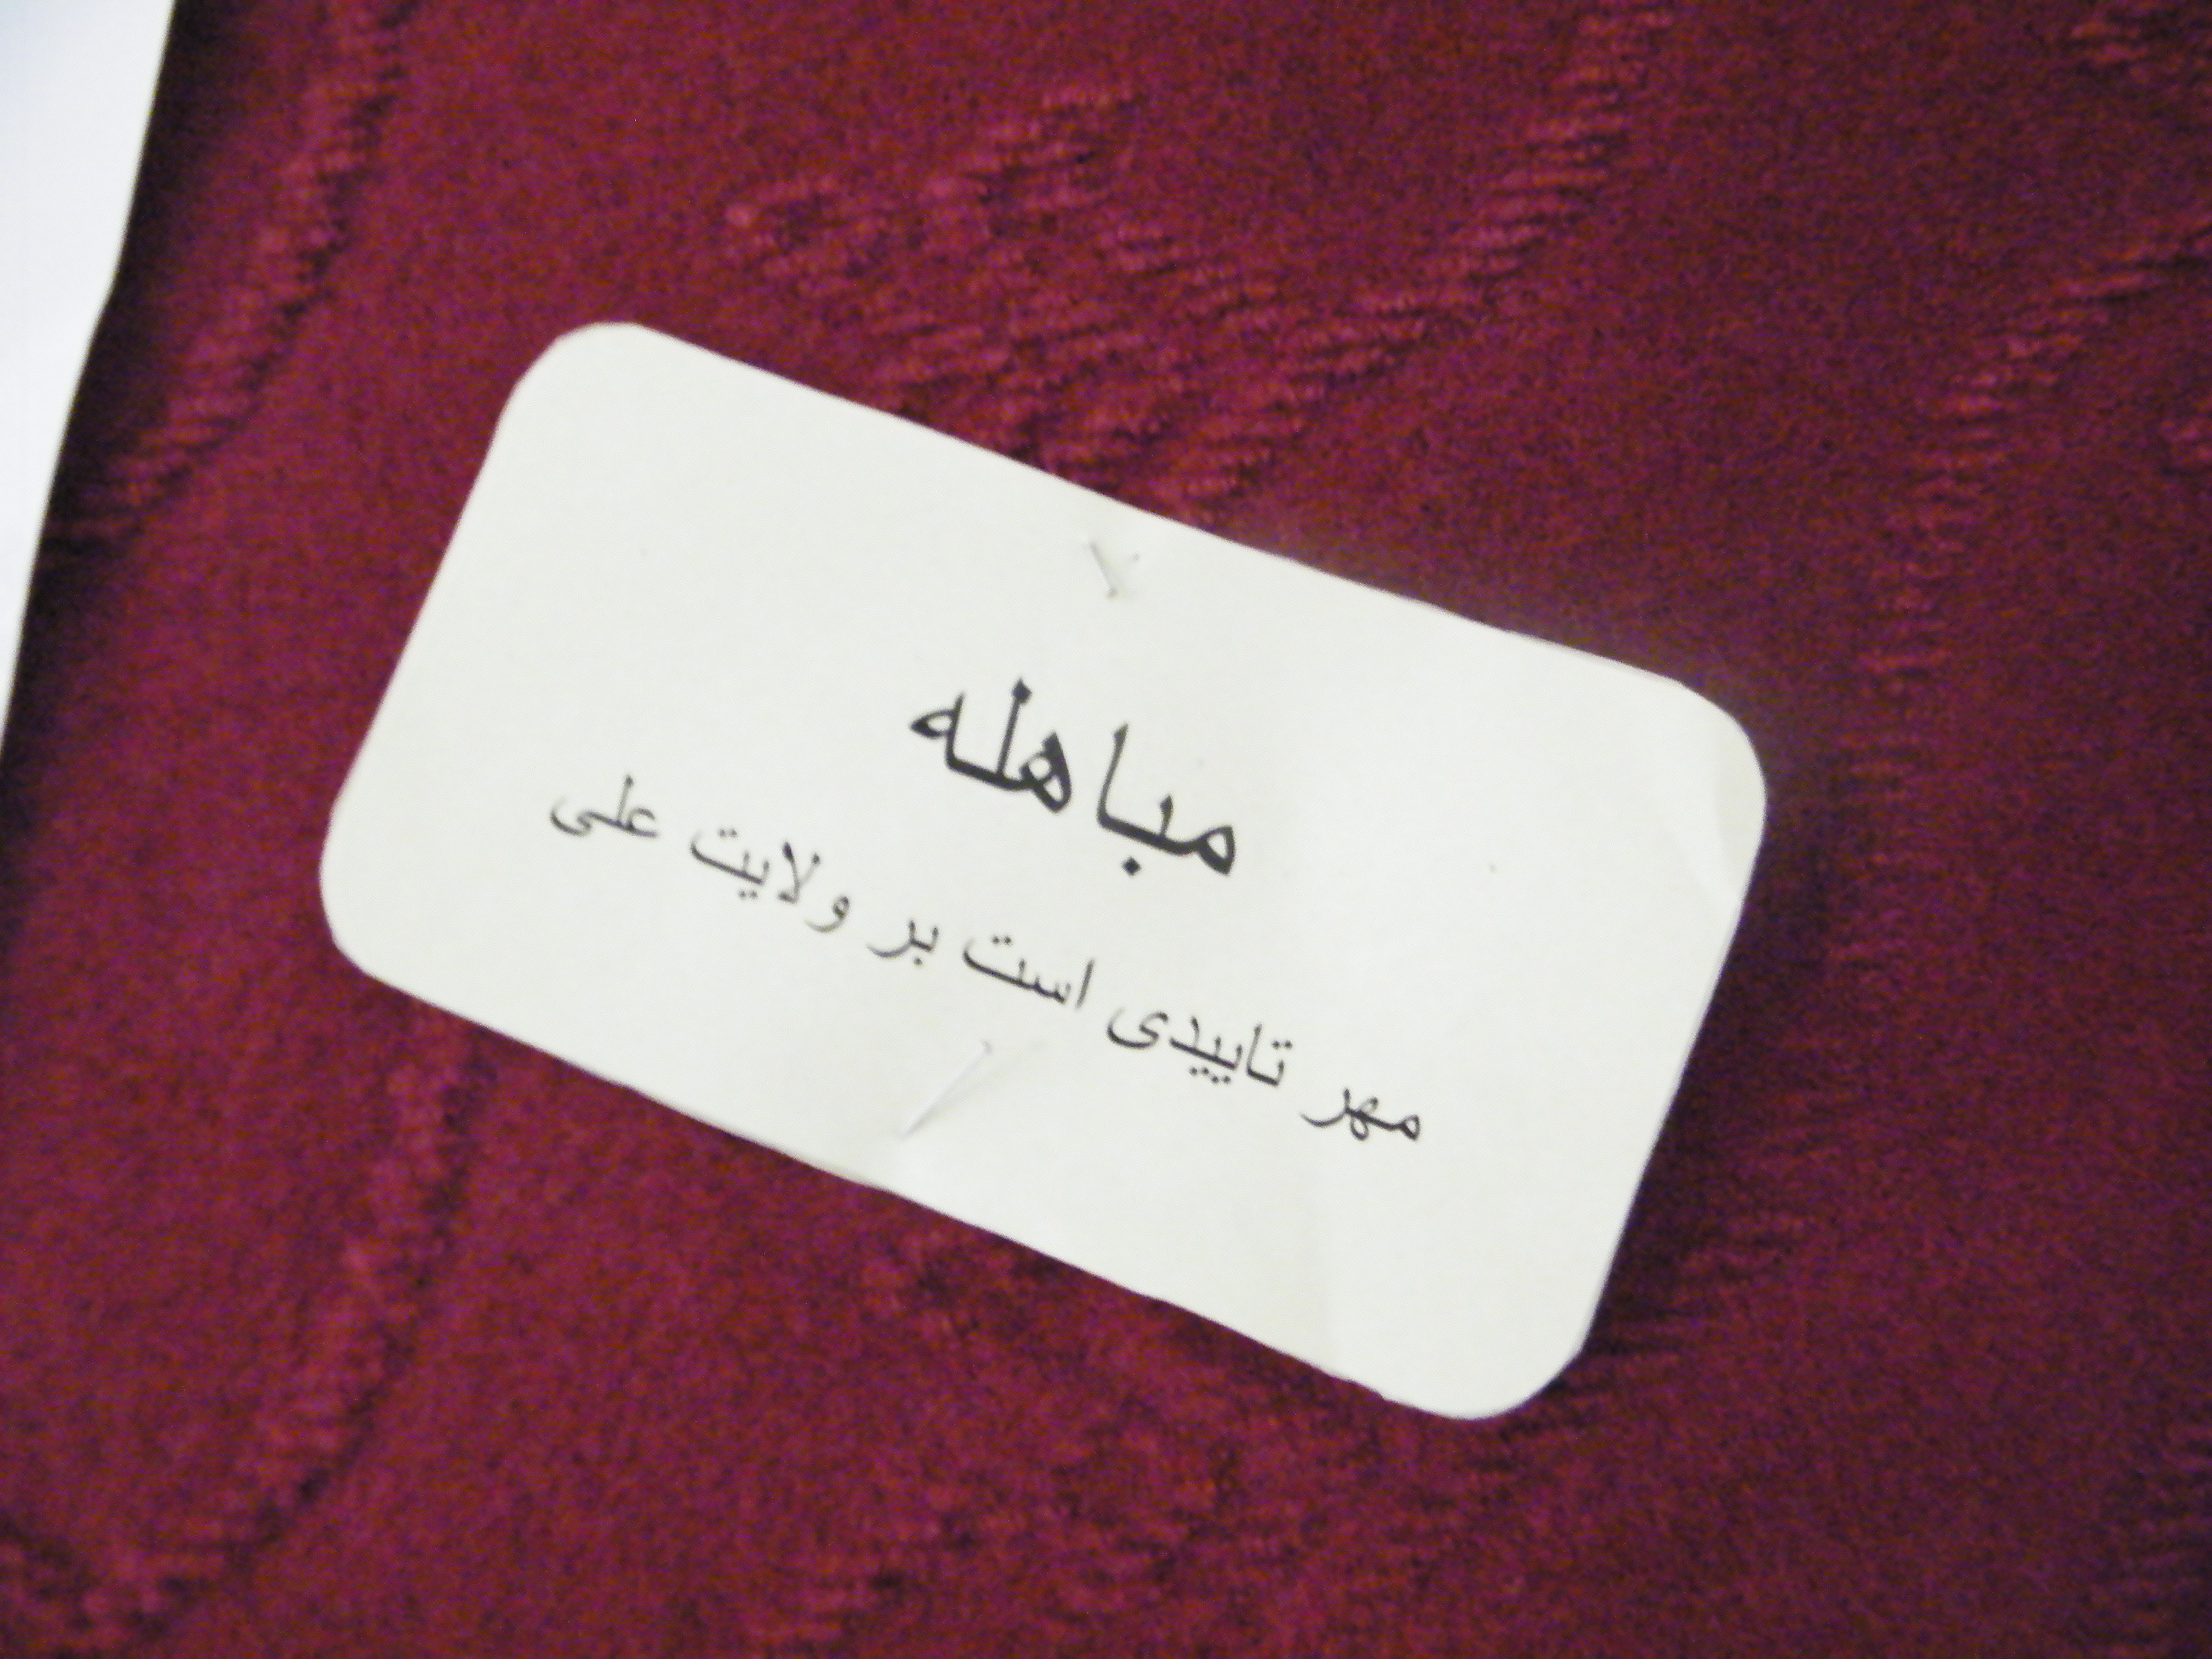 مباهله
مهر تاییدی است بر ولایت علی